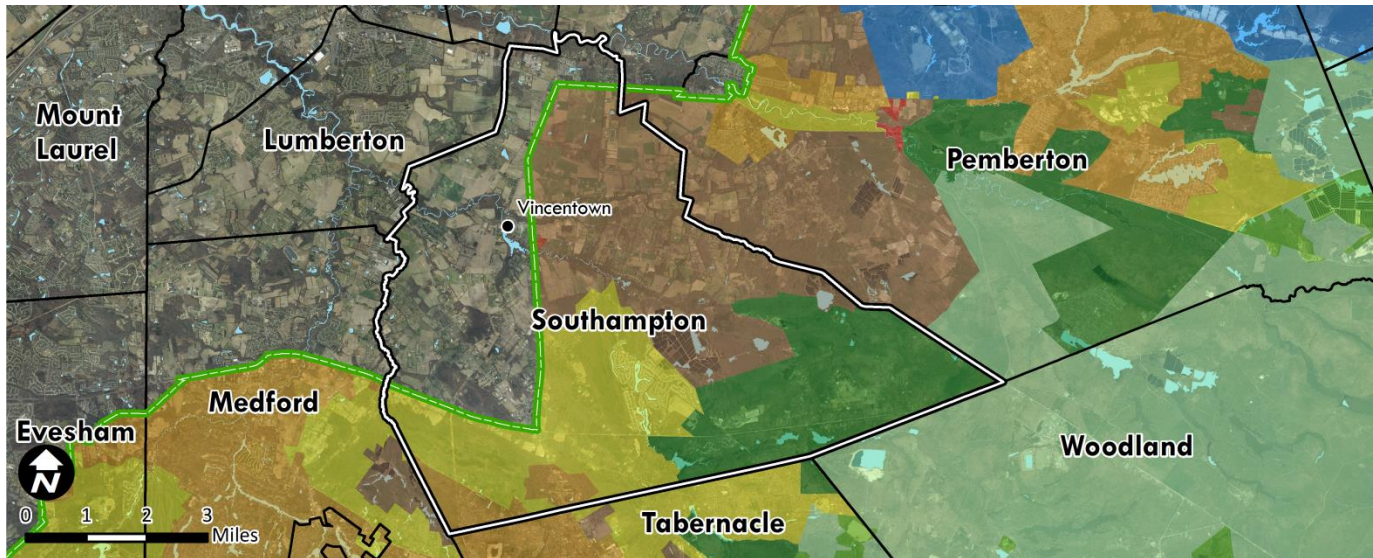 Mount
Laurel
Lumberton
Pemberton
Vincentown
Southampton
Medford
Evesham
Woodland
N
0 1 2 3
Miles
Tabernacle